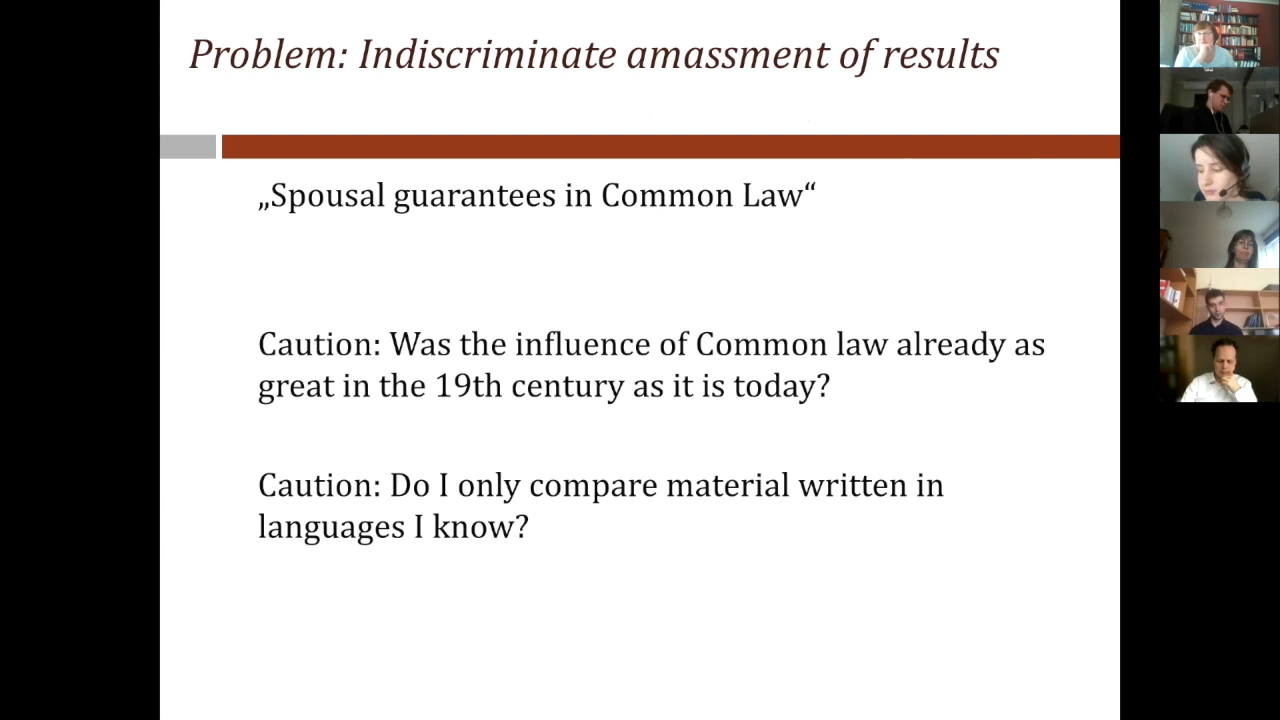 Problem: Indiscriminate amassment of results
„Spousal guarantees in Common Law“
Caution: Was the influence of Common law already as
great in the 19th century as it is today?
Caution: Do I only compare material written in
languages I know?